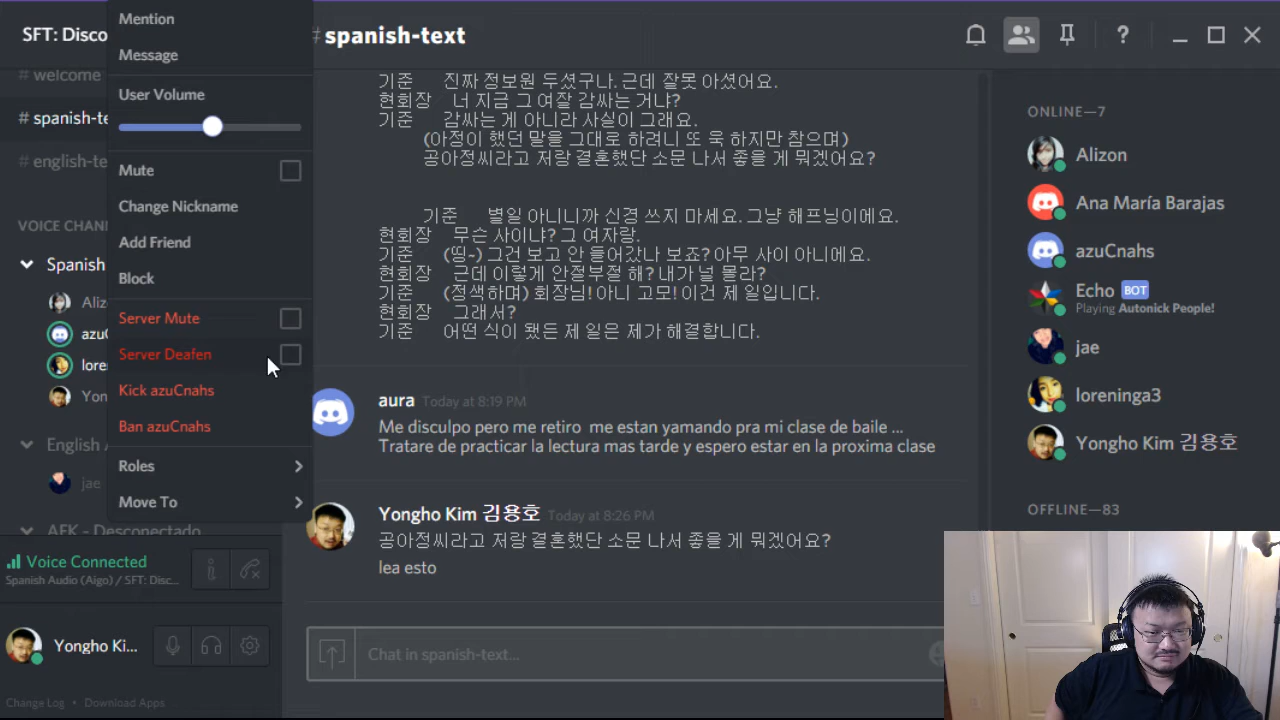 SFT: Disco
# welcome
# spanish-te
# english-te
VOICE CHAN
Spanish
Aliz
azu
lore
Yon
English A
jae
AFK - Desconectado
Voice Connected
Spanish Audio (Aigo) / SFT: Disc...
Yongho Ki...
Change Log • Download Apps
Mention
Message
User Volume
Mute
Change Nickname
Add Friend
Block
Server Mute
Server Deafen
Kick azuCnahs
Ban azuCnahs
Roles
Move To
# spanish-text
기준 진짜 정보원 두셨구나. 근데 잘못 아셨어요.
현회장 너 지금 그 여잘 감싸는 거냐?
기준 감싸는 게 아니라 사실이 그래요.
(아정이 했던 말을 그대로 하려니 또 욱 하지만 참으며)
공아정씨라고 저랑 결혼했단 소문 나서 좋을 게 뭐겠어요?
기준 별일 아니니까 신경 쓰지 마세요. 그냥 해프닝이에요.
현회장 무슨 사이냐? 그 여자랑.
기준 (띵~) 그건 보고 안 들어갔나 보죠? 아무 사이 아니에요.
현회장 근데 이렇게 안절부절 해? 내가 널 몰라?
기준 (정색하며) 회장님! 아니 고모! 이건 제 일입니다.
현회장 그래서?
기준 어떤 식이 됐든 제 일은 제가 해결합니다.
aura Today at 8:19 PM
Me disculpo pero me retiro me estan yamando pra mi clase de baile ...
Tratare de practicar la lectura mas tarde y espero estar en la proxima clase
Yongho Kim 김용호 Today at 8:26 PM
공아정씨라고 저랑 결혼했단 소문 나서 좋을 게 뭐겠어요?
lea esto
Chat in spanish-text...
ONLINE—7
Alizon
Ana María Barajas
azuCnahs
Echo BOT
Playing Autonick People!
jae
loreninga3
Yongho Kim 김용호
OFFLINE—83